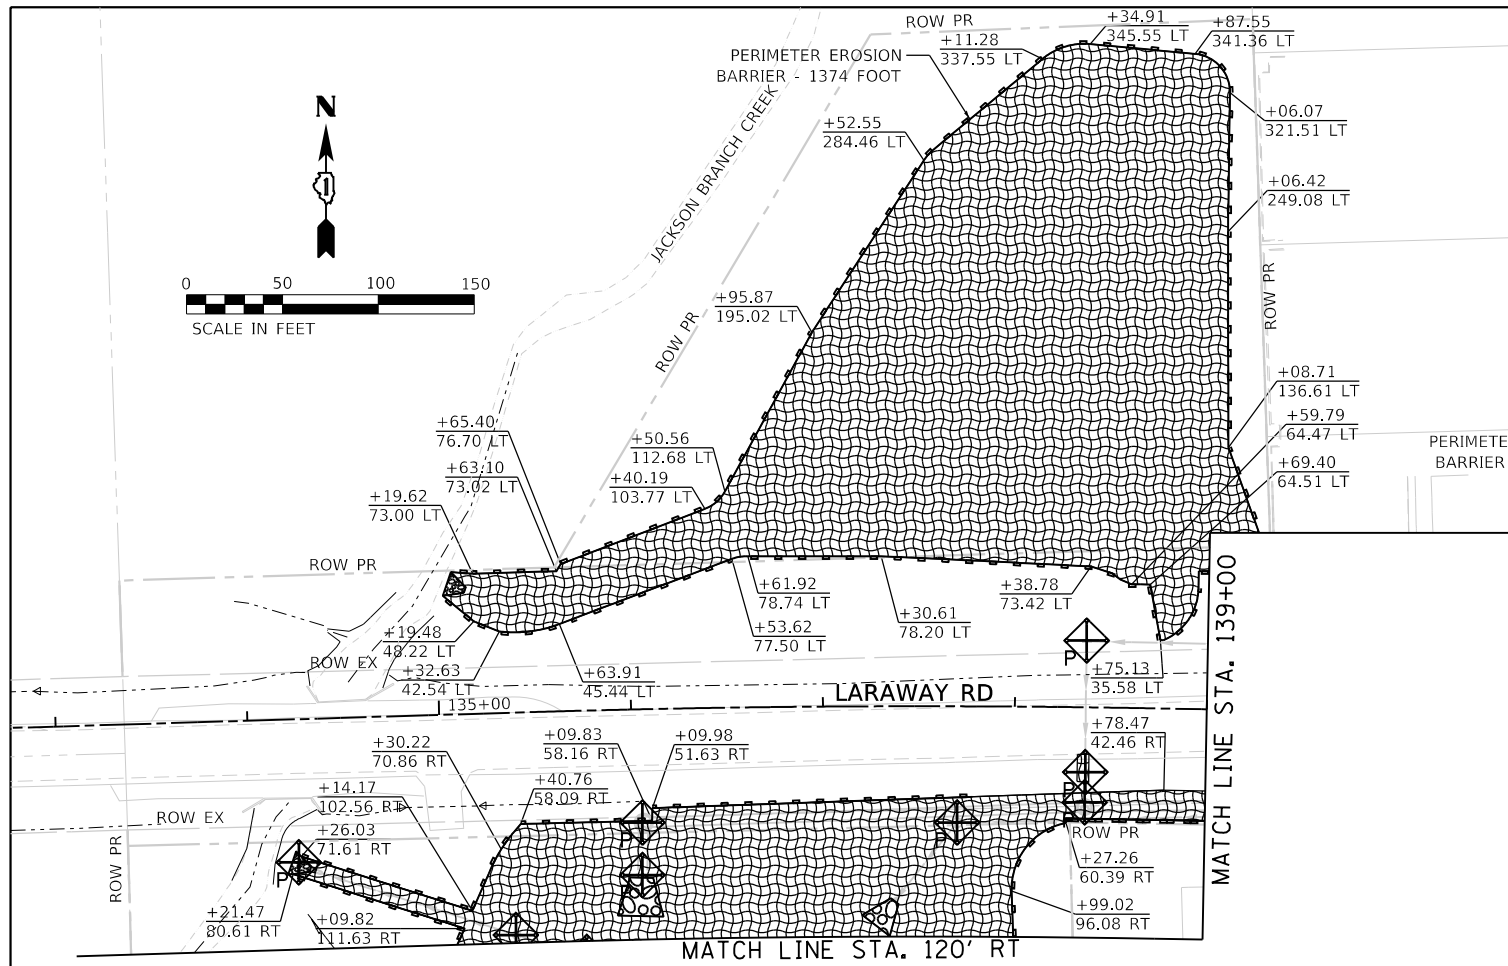 ROW PR
+34.91
345.55 LT
+87.55
341.36 LT
+11.28
337.55 LT
PERIMETER EROSION
BARRIER - 1374 FOOT
N
1
+52.55
284.46 LT
+06.07
321.51 LT
JACKSON BRANCH CREEK
+06.42
249.08 LT
0 50 100 150
SCALE IN FEET
+95.87
195.02 LT
ROW PR
ROW PR
+08.71
136.61 LT
+59.79
64.47 LT
+69.40
64.51 LT
PERIMETE
BARRIER
+65.40
76.70 LT
+63.10
73.02 LT
+50.56
112.68 LT
+40.19
103.77 LT
+19.62
73.00 LT
ROW PR
+61.92
78.74 LT
+53.62
77.50 LT
+30.61
78.20 LT
+38.78
73.42 LT
+19.48
48.22 LT
ROW EX
+32.63
42.54 LT
+63.91
45.44 LT
P
+75.13
35.58 LT
MATCH LINE STA. 139+00
135+00
LARAWAY RD
+30.22
70.86 RT
+09.83
58.16 RT
+09.98
51.63 RT
+78.47
42.46 RT
+14.17
102.56 RT
+40.76
58.09 RT
P
ROW EX
+26.03
71.61 RT
P
P
ROW PR
ROW PR
P
+27.26
60.39 RT
+21.47
80.61 RT
+09.82
111.63 RT
+99.02
96.08 RT
MATCH LINE STA. 120' RT